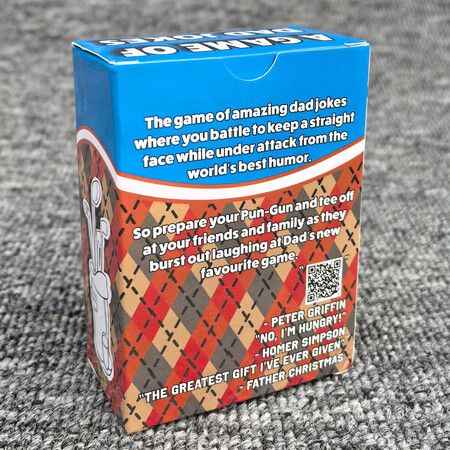 A GAME OF
DAD JOKES
The game of amazing dad jokes
where you battle to keep a straight
face while under attack from the
world's best humor.
So prepare your Pun-Gun and tee off
at your friends and family as they
burst out laughing at Dad's new
favourite game.
- PETER GRIFFIN
"NO, I'M HUNGRY!"
- HOMER SIMPSON
"THE GREATEST GIFT I'VE EVER GIVEN"
- FATHER CHRISTMAS